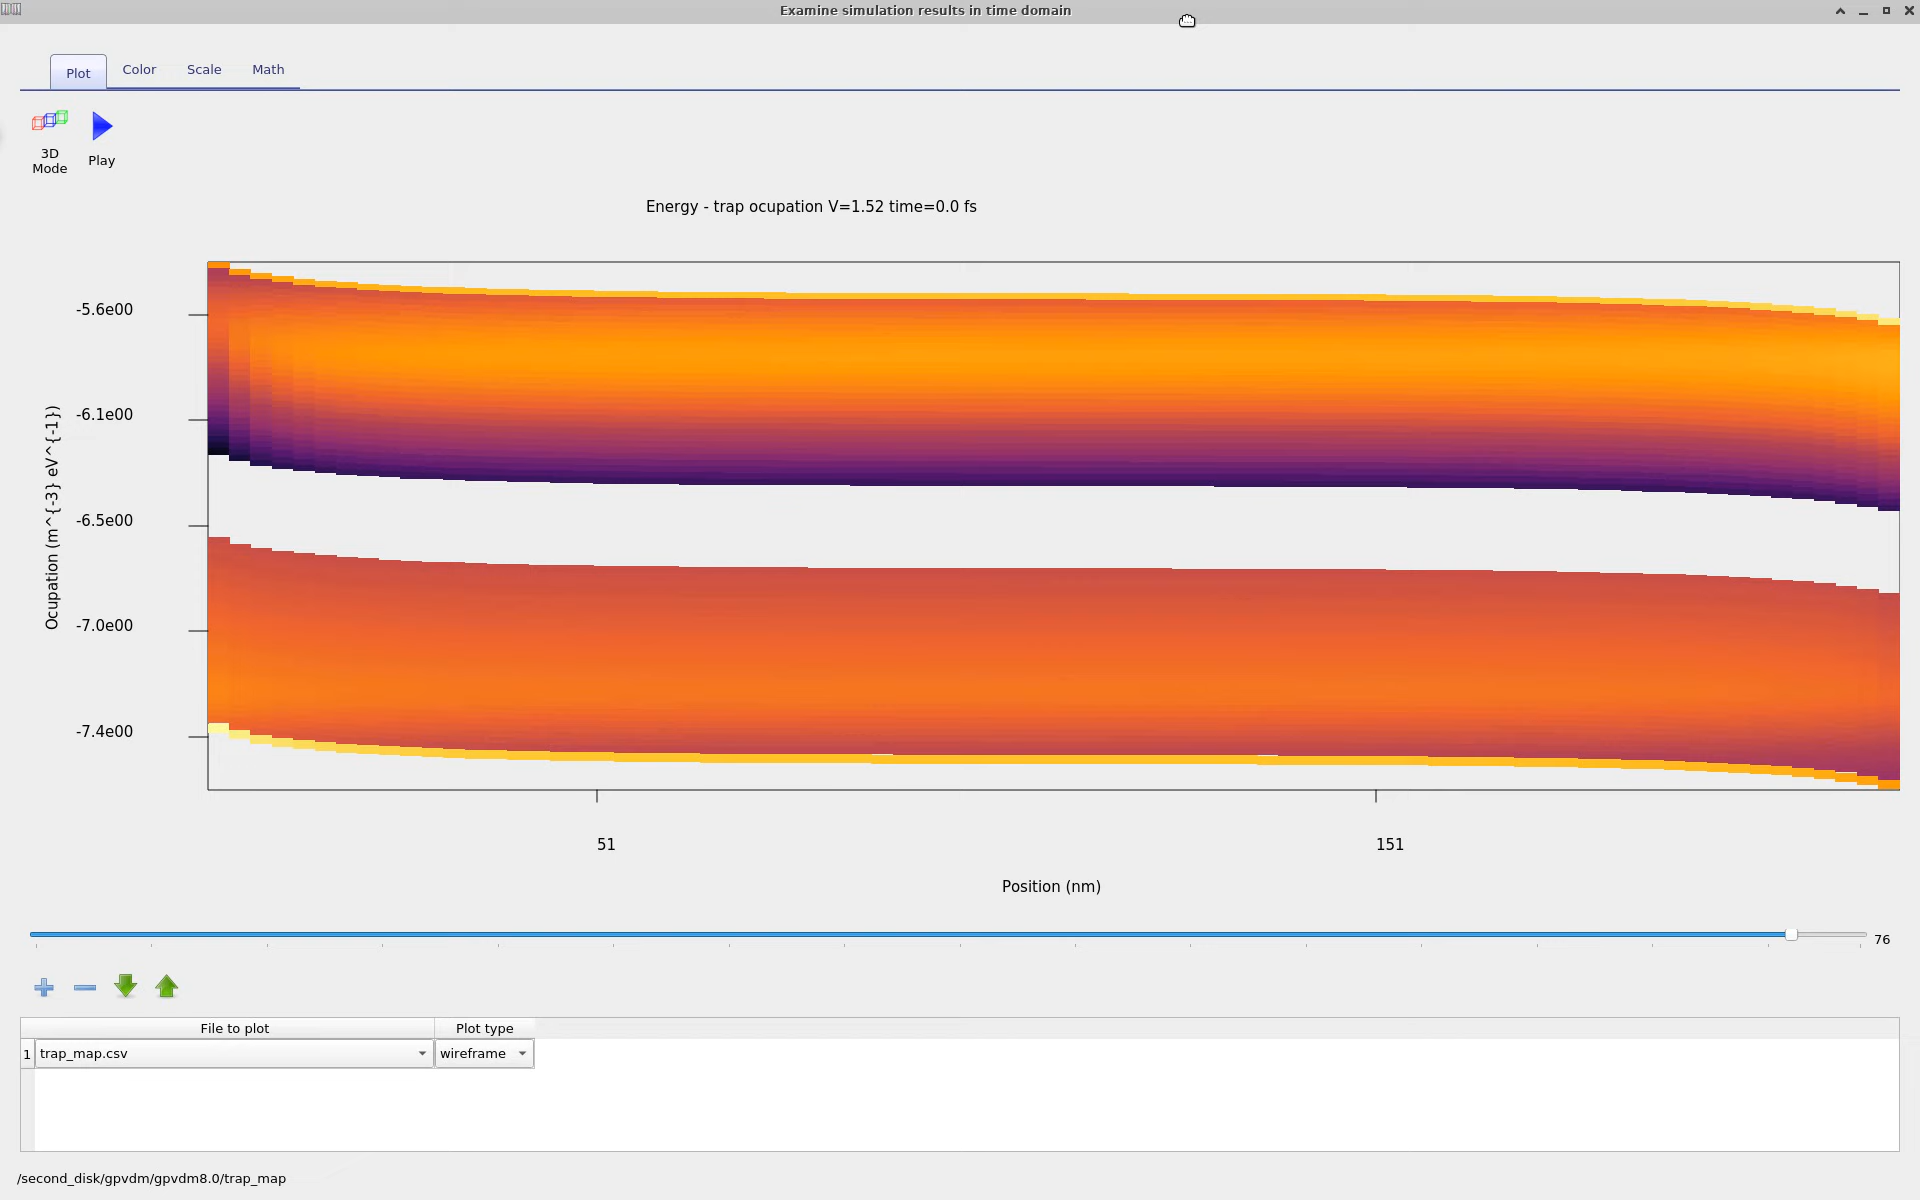 Examine simulation results in time domain
Plot Color Scale Math
3D Mode
Play
Energy - trap ocupation V=1.52 time=0.0 fs
Ocupation (m^{-3} eV^{-1})
-5.6e00
-6.1e00
-6.5e00
-7.0e00
-7.4e00
51 151
Position (nm)
76
File to plot Plot type
1 trap_map.csv wireframe
/second_disk/gpvdm/gpvdm8.0/trap_map